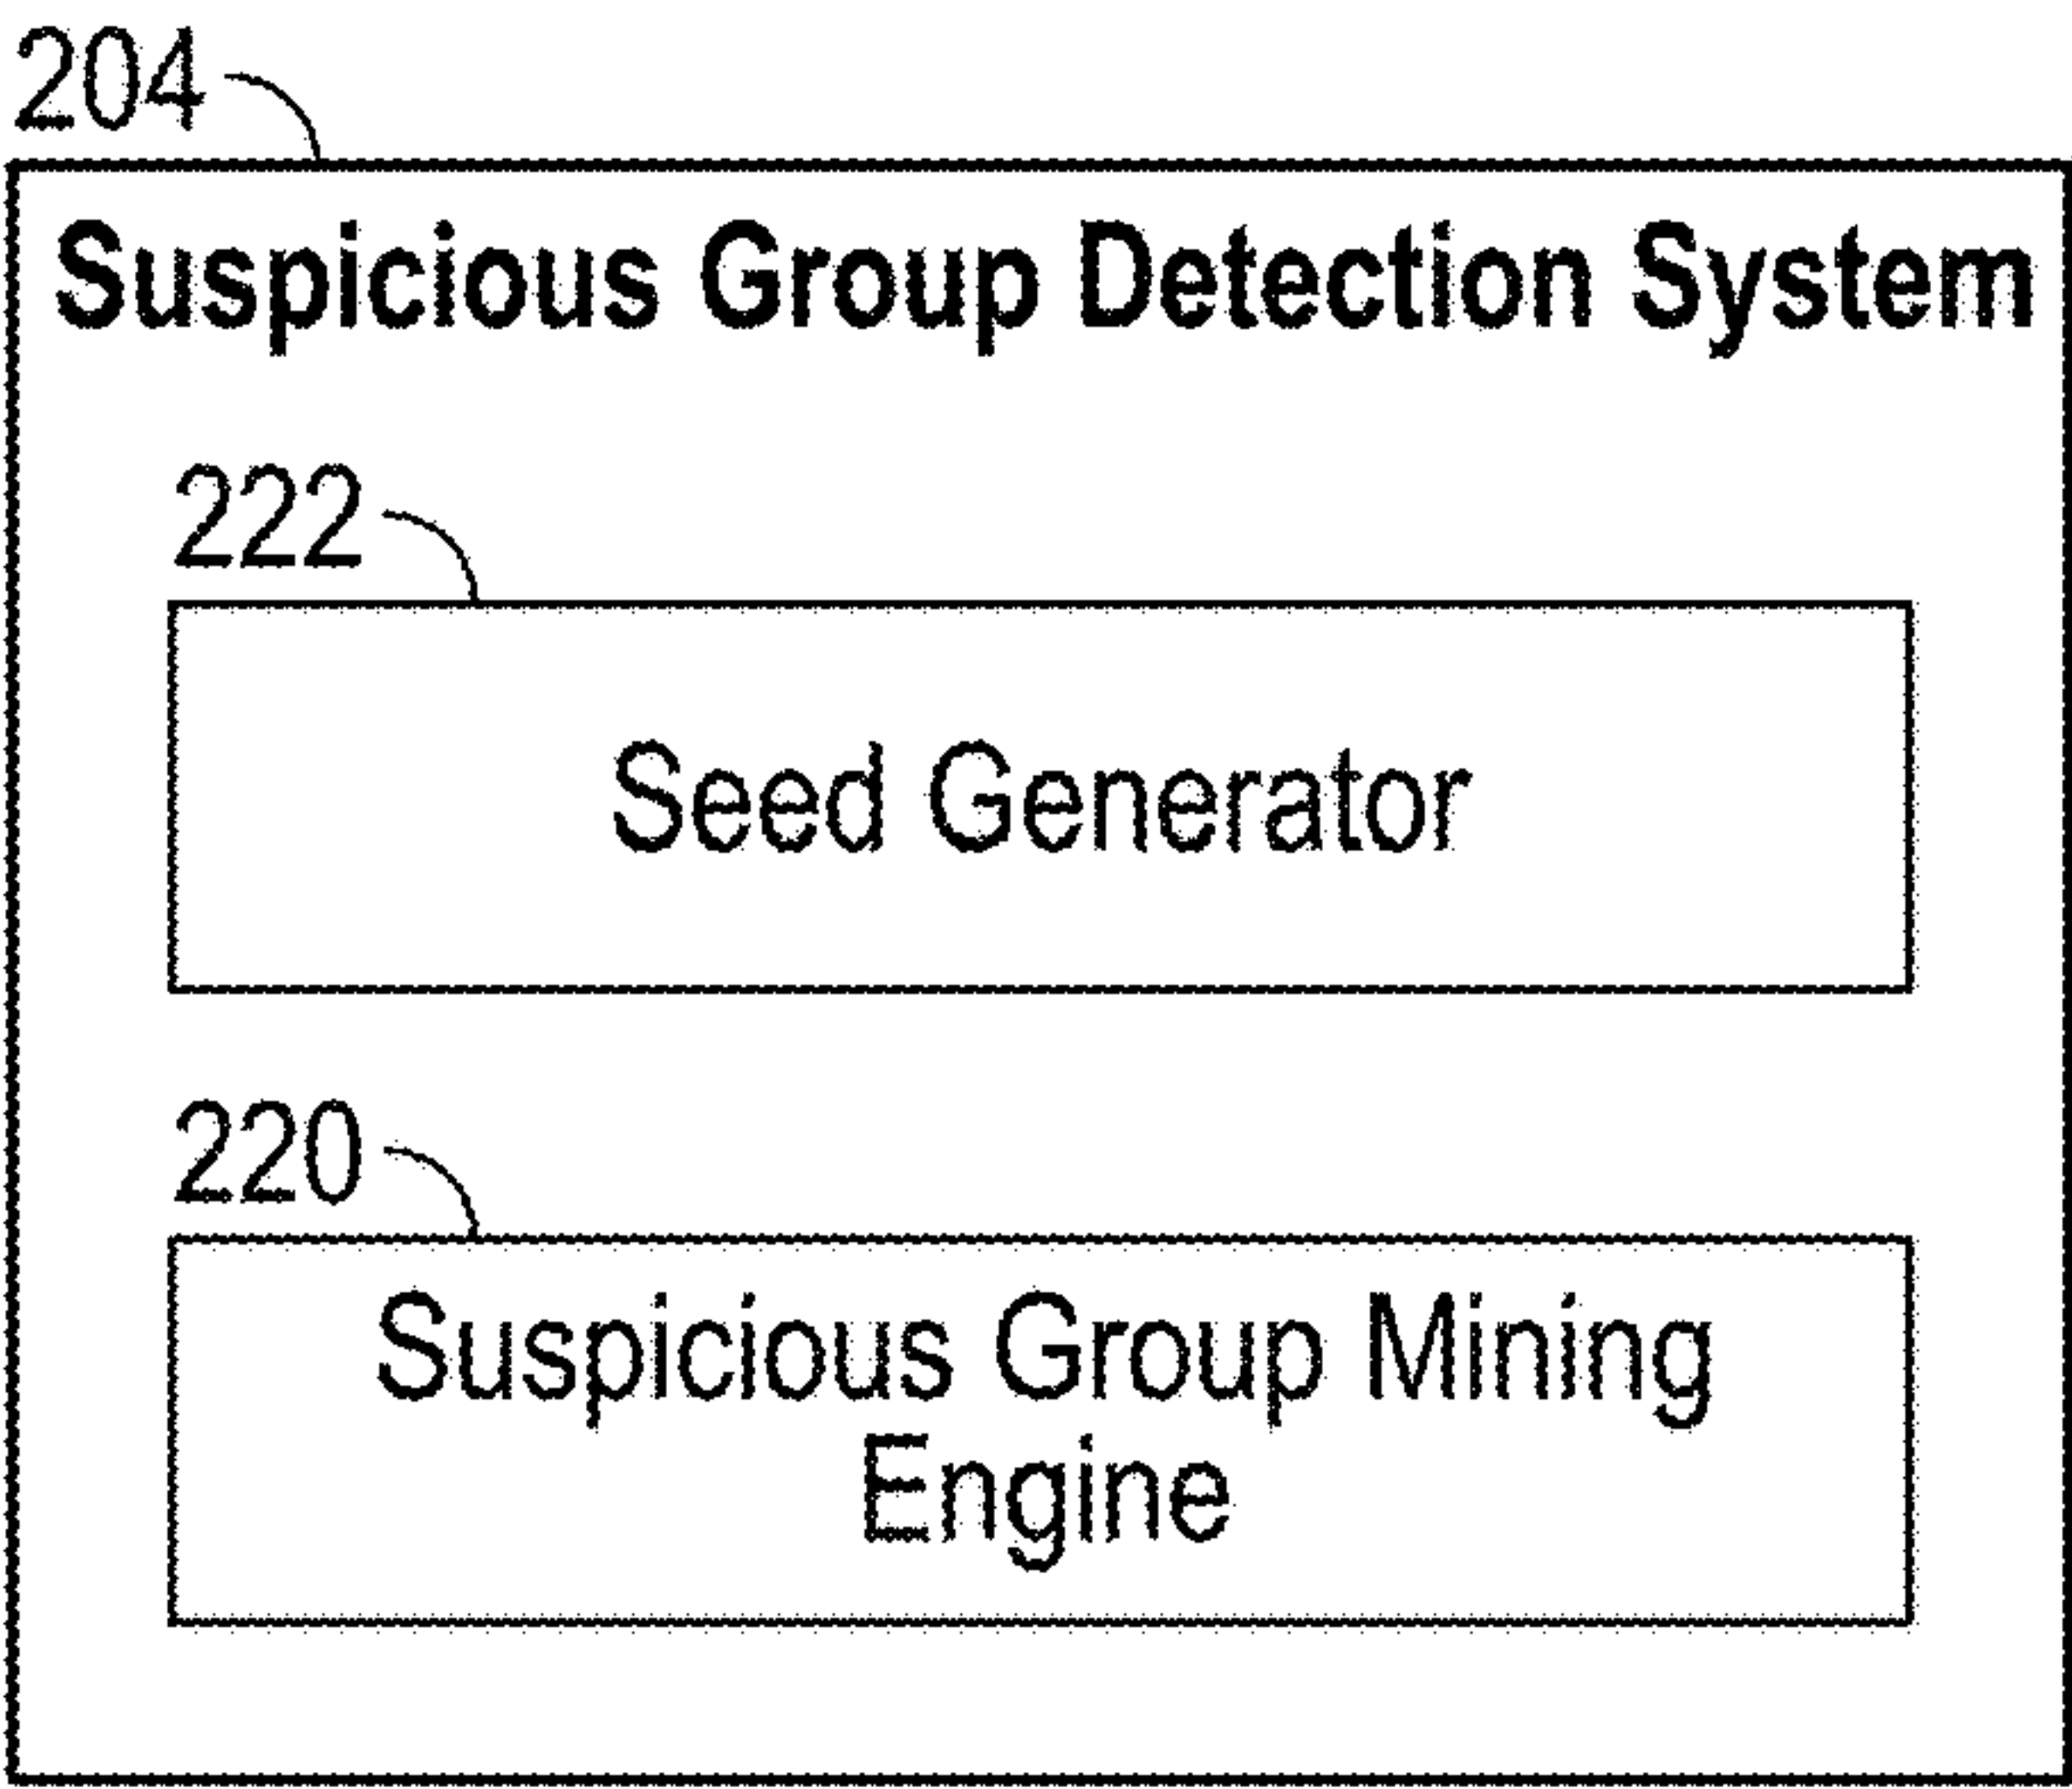 204
Suspicious Group Detection System
222
Seed Generator
220
Suspicious Group Mining
Engine